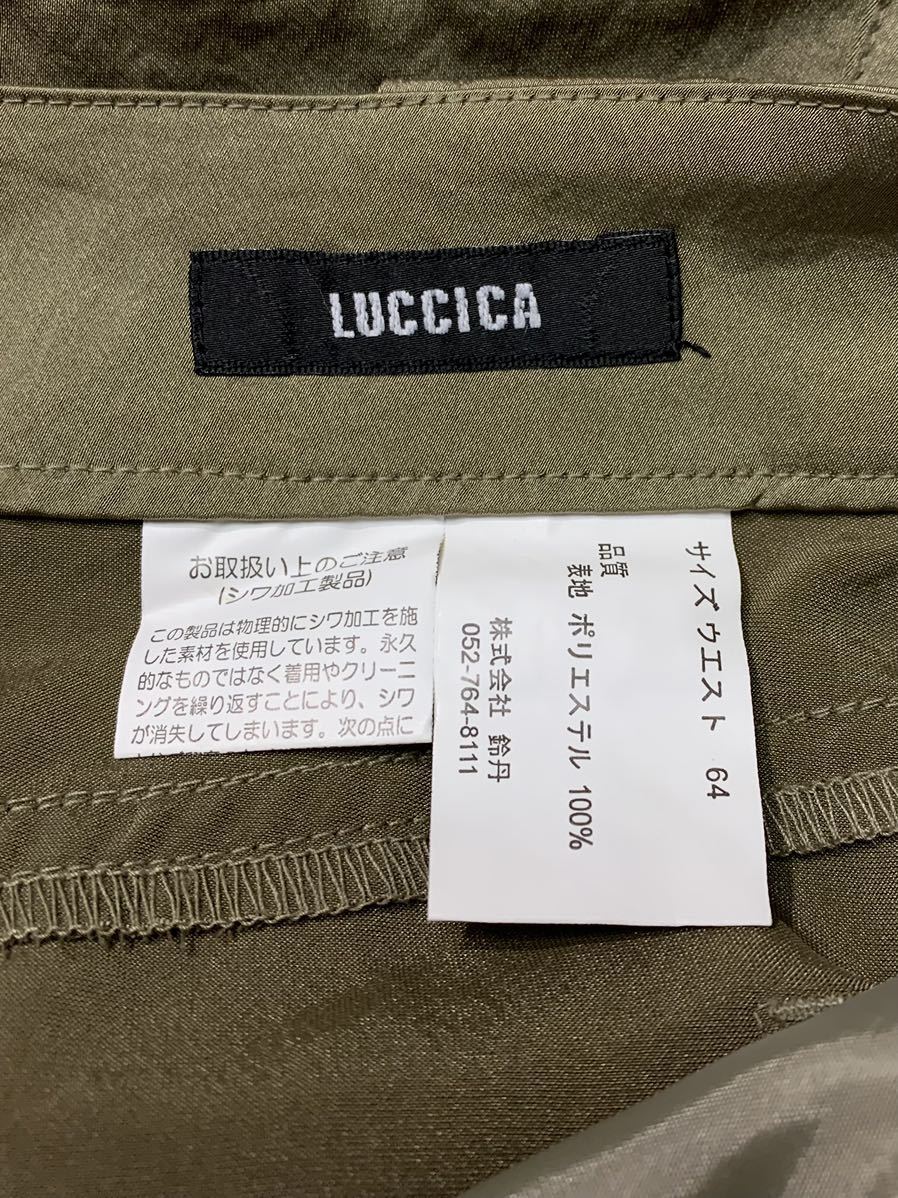 LUCCICA
お取扱い上のご注意
(シワ加工製品)
この製品は物理的にシワ加工を施
した素材を使用しています。永久
的なものではなく着用やクリーニ
ングを繰り返すことにより、シワ
が消失してしまいます。次の点に
サイズ ウエスト 64
品質
表地 ポリエステル 100%
株式会社 鈴丹
052-764-8111